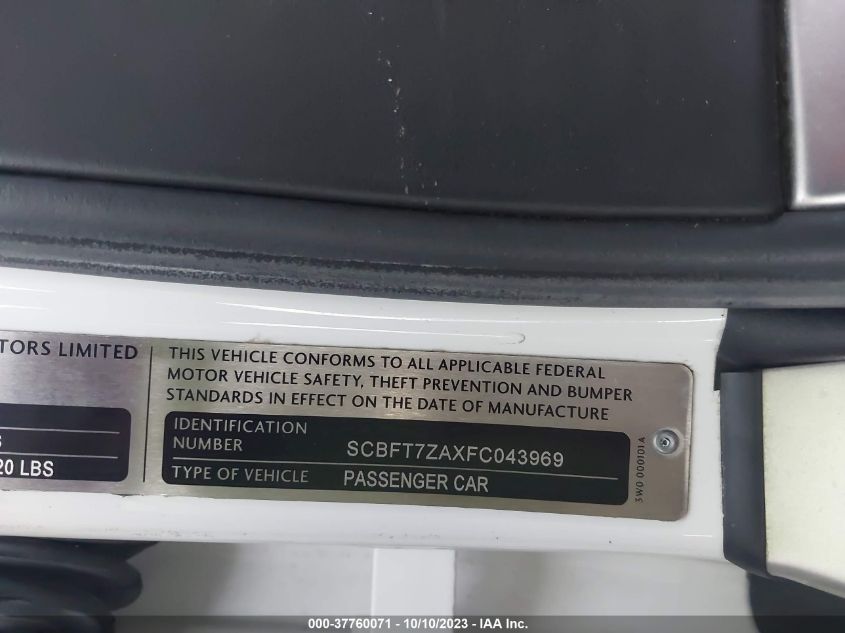 TORS LIMITED
20 LBS
THIS VEHICLE CONFORMS TO ALL APPLICABLE FEDERAL
MOTOR VEHICLE SAFETY, THEFT PREVENTION AND BUMPER
STANDARDS IN EFFECT ON THE DATE OF MANUFACTURE
IDENTIFICATION
NUMBER
SCBFT7ZAXFC043969
TYPE OF VEHICLE
PASSENGER CAR
3W0 000101A
000-37760071 - 10/10/2023 - IAA Inc.